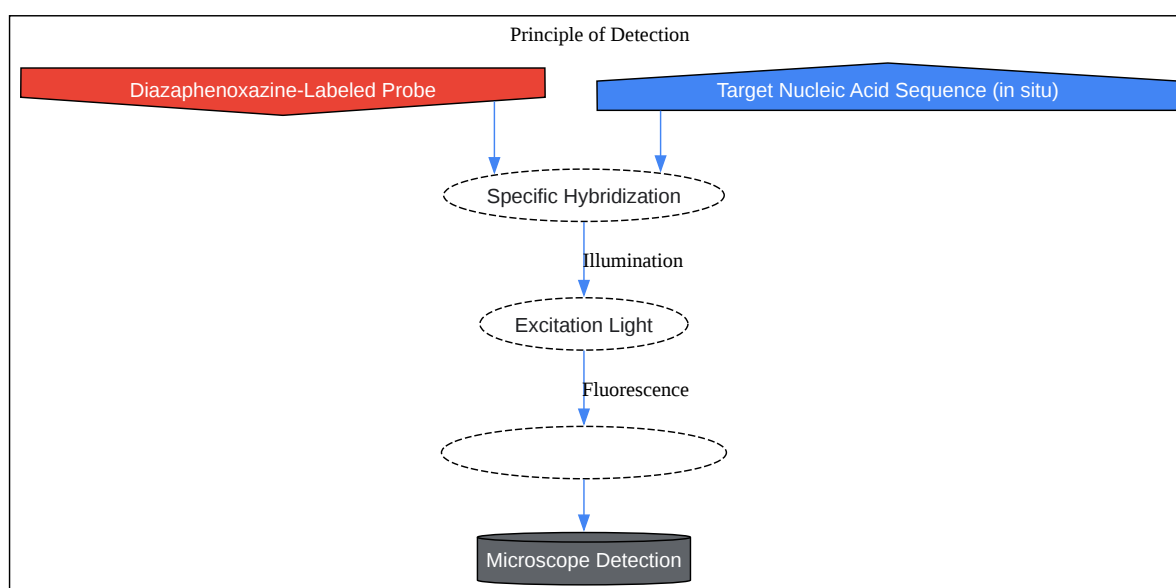 Principle of Detection
Diazaphenoxazine-Labeled Probe
Target Nucleic Acid Sequence (in situ)
Specific Hybridization
Illumination
Excitation Light
Fluorescence
Microscope Detection